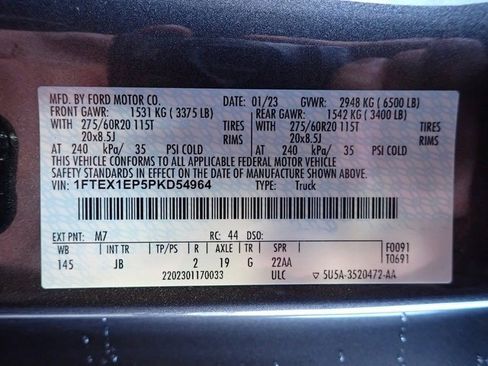 MFD. BY FORD MOTOR CO. DATE: 01/23 GVWR: 2948 KG ( 6500 LB)
FRONT GAWR: 1531 KG ( 3375 LB) REAR GAWR: 1542 KG ( 3400 LB)
WITH 275/60R20 115T TIRES WITH 275/60R20 115T TIRES
20x8.5J RIMS 20x8.5J RIMS
AT 240 kPa/ 35 PSI COLD AT 240 kPa/ 35 PSI COLD
THIS VEHICLE CONFORMS TO ALL APPLICABLE FEDERAL MOTOR VEHICLE
SAFETY STANDARDS IN EFFECT ON THE DATE OF MANUFACTURE SHOWN ABOVE.
VIN: 1FTEX1EP5PKD54964 TYPE: Truck
EXT PNT: M7 RC: 44 DSO:
WB INT TR TP/PS R AXLE TR SPR F0091
145 JB 2 19 G 22AA T0691
2202301170033 ULC 5U5A-3520472-AA